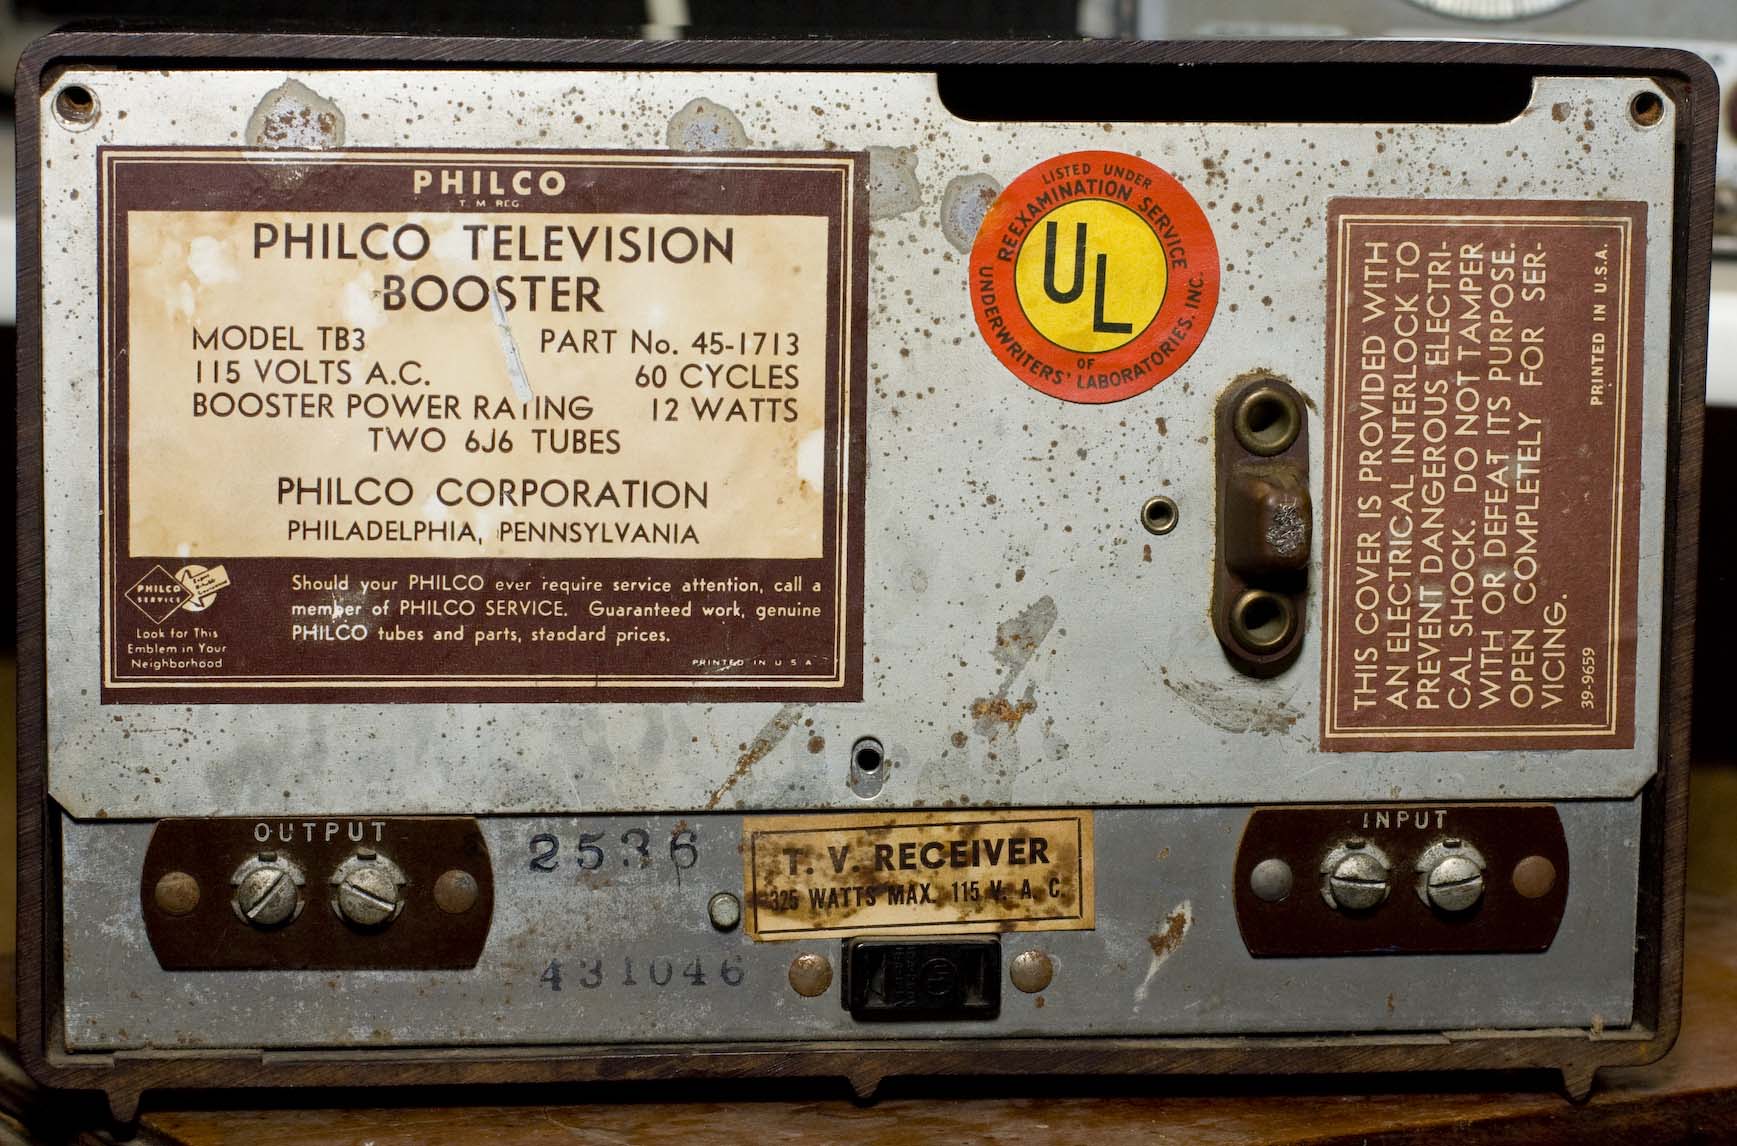 PHILCO
T M REG
PHILCO TELEVISION
BOOSTER
MODEL TB3 PART No. 45-1713
115 VOLTS A.C. 60 CYCLES
BOOSTER POWER RATING 12 WATTS
TWO 6J6 TUBES
PHILCO CORPORATION
PHILADELPHIA, PENNSYLVANIA
PHILCO
SERVICE
Look for This
Emblem in Your
Neighborhood
Should your PHILCO ever require service attention, call a
member of PHILCO SERVICE. Guaranteed work, genuine
PHILCO tubes and parts, standard prices.
PRINTED IN U S A
LISTED UNDER
REEXAMINATION SERVICE
UL
OF
UNDERWRITERS' LABORATORIES, INC.
THIS COVER IS PROVIDED WITH
AN ELECTRICAL INTERLOCK TO
PREVENT DANGEROUS ELECTRI-
CAL SHOCK. DO NOT TAMPER
WITH OR DEFEAT ITS PURPOSE.
OPEN COMPLETELY FOR SER-
VICING.
39-9659 PRINTED IN U.S.A.
OUTPUT
2536
431046
T. V. RECEIVER
325 WATTS MAX. 115 V. A. C.
INPUT